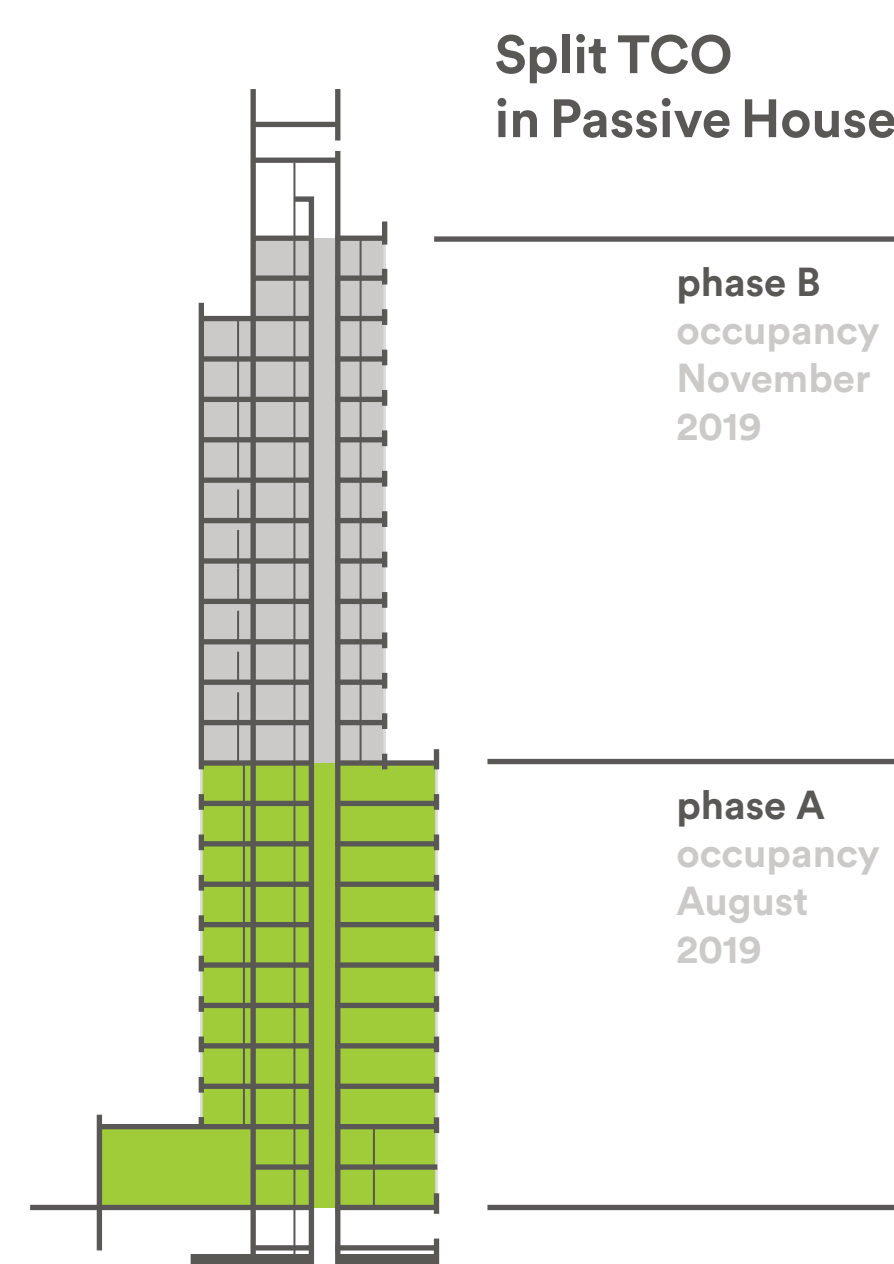 Split TCO
in Passive House
phase B
occupancy
November
2019
phase A
occupancy
August
2019